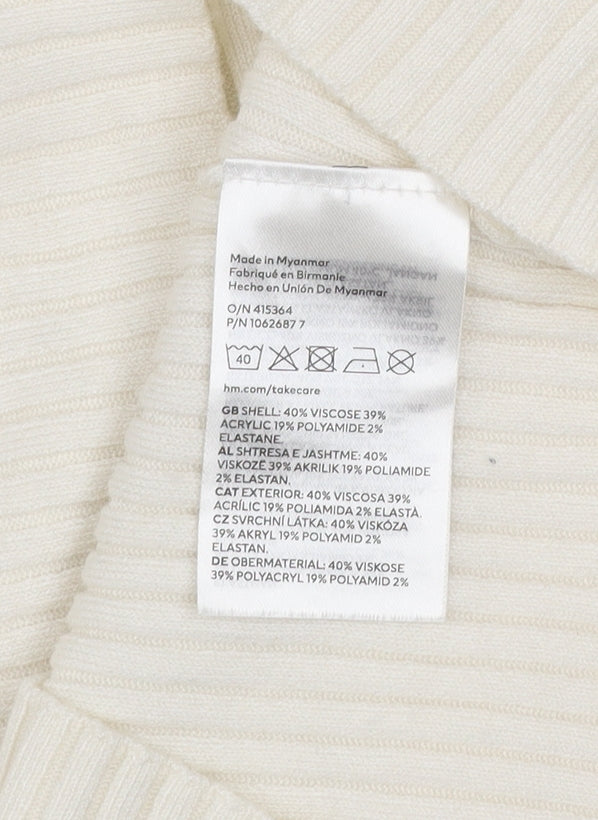 Made in Myanmar
Fabriqué en Birmanie
Hecho en Unión De Myanmar
O/N 415364
P/N 1062687 7
40
hm.com/takecare
GB SHELL: 40% VISCOSE 39%
ACRYLIC 19% POLYAMIDE 2%
ELASTANE.
AL SHTRESA E JASHTME: 40%
VISKOZË 39% AKRILIK 19% POLIAMIDE
2% ELASTAN.
CAT EXTERIOR: 40% VISCOSA 39%
ACRÍLIC 19% POLIAMIDA 2% ELASTÀ.
CZ SVRCHNÍ LÁTKA: 40% VISKÓZA
39% AKRYL 19% POLYAMID 2%
ELASTAN.
DE OBERMATERIAL: 40% VISKOSE
39% POLYACRYL 19% POLYAMID 2%